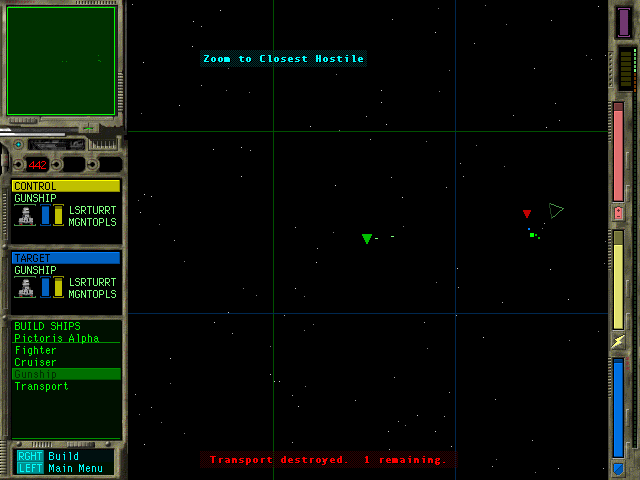 Zoom to Closest Hostile
442
CONTROL
GUNSHIP
LSRTURRT
MGNTOPLS
TARGET
GUNSHIP
LSRTURRT
MGNTOPLS
BUILD SHIPS
Pictoris Alpha
Fighter
Cruiser
Gunship
Transport
RGHT Build
LEFT Main Menu
Transport destroyed. 1 remaining.